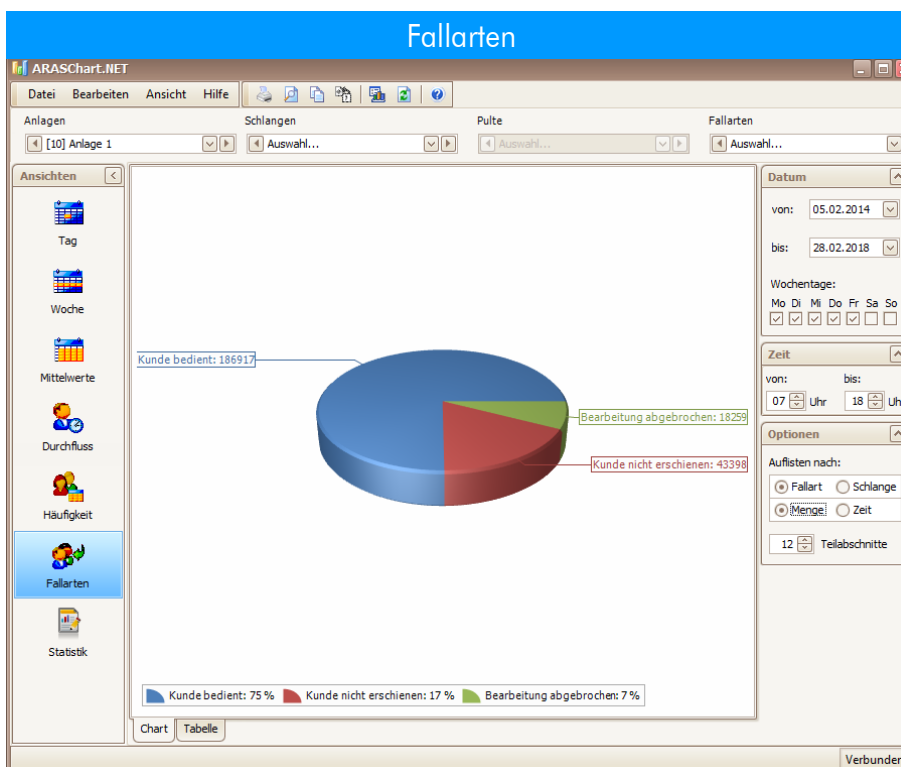 Fallarten
ARASChart.NET
Datei Bearbeiten Ansicht Hilfe
Anlagen Schlangen Pulte Fallarten
[10] Anlage 1 Auswahl... Auswahl... Auswahl...
Ansichten
Tag
Woche
Mittelwerte
Durchfluss
Häufigkeit
Fallarten
Statistik
Kunde bedient: 186917
Bearbeitung abgebrochen: 18259
Kunde nicht erschienen: 43398
Kunde bedient: 75 % Kunde nicht erschienen: 17 % Bearbeitung abgebrochen: 7 %
Chart Tabelle
Datum
von: 05.02.2014
bis: 28.02.2018
Wochentage:
Mo Di Mi Do Fr Sa So
Zeit
von: bis:
07 Uhr 18 Uh
Optionen
Auflisten nach:
Fallart Schlange
Menge Zeit
12 Teilabschnitte
Verbunden